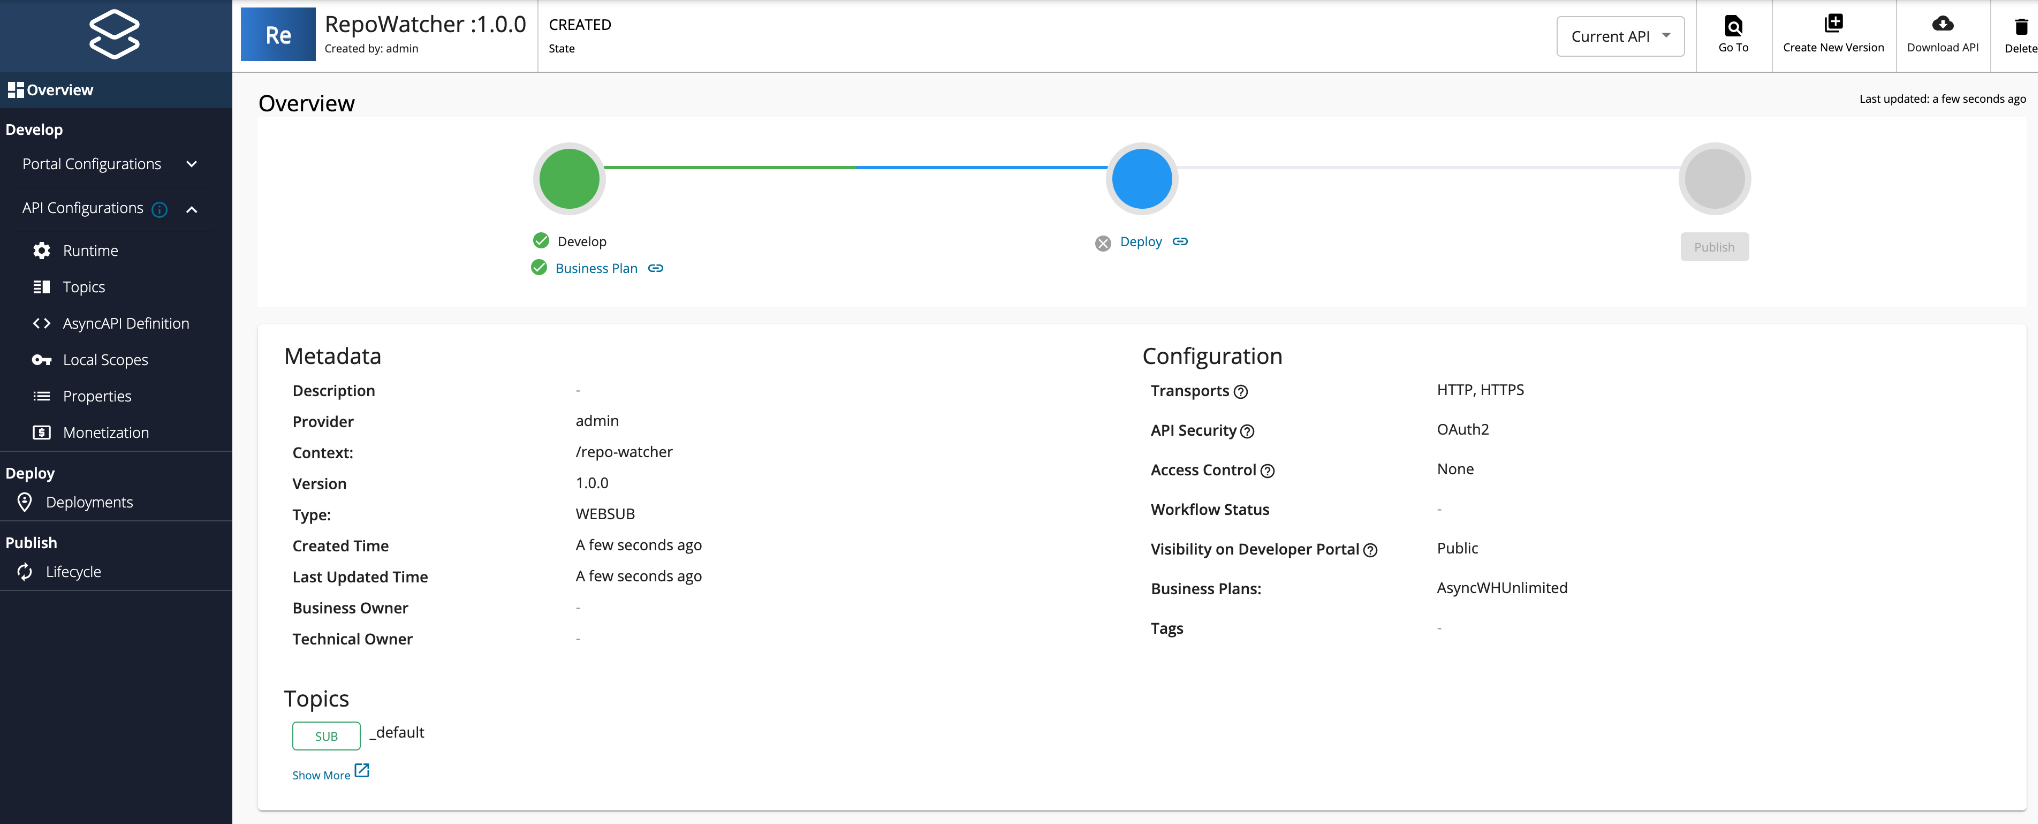 Re
RepoWatcher :1.0.0
Created by: admin
CREATED
State
Current API
Go To
Create New Version
Download API
Delete
Overview
Develop
Portal Configurations
API Configurations
Runtime
Topics
AsyncAPI Definition
Local Scopes
Properties
Monetization
Deploy
Deployments
Publish
Lifecycle
Overview
Last updated: a few seconds ago
Develop
Business Plan
Deploy
Publish
Metadata
Description -
Provider admin
Context: /repo-watcher
Version 1.0.0
Type: WEBSUB
Created Time A few seconds ago
Last Updated Time A few seconds ago
Business Owner -
Technical Owner -
Configuration
Transports HTTP, HTTPS
API Security OAuth2
Access Control None
Workflow Status -
Visibility on Developer Portal Public
Business Plans: AsyncWHUnlimited
Tags -
Topics
SUB _default
Show More